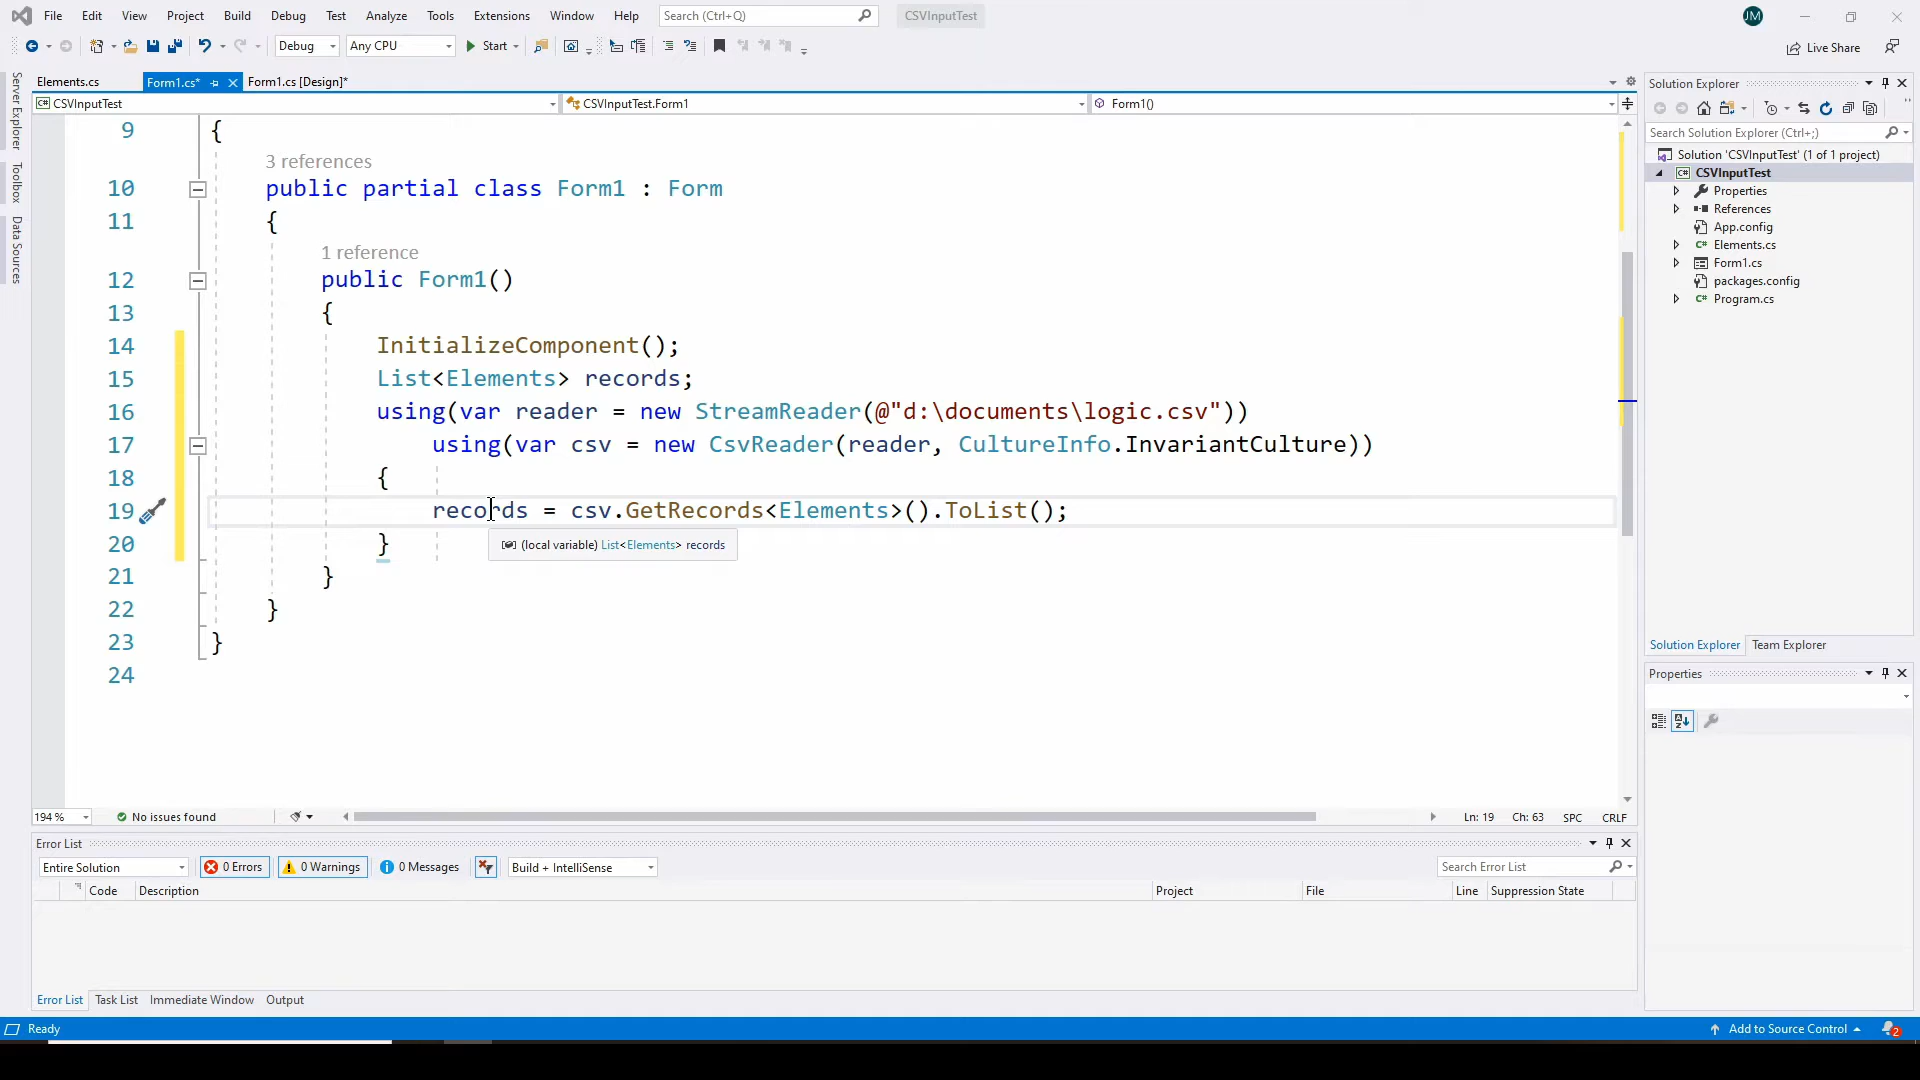 File Edit View Project Build Debug Test Analyze Tools Extensions Window Help Search (Ctrl+Q) CSVInputTest JM
Debug Any CPU Start Live Share
Server Explorer
Toolbox
Data Sources
Elements.cs Form1.cs* Form1.cs [Design]*
CSVInputTest CSVInputTest.Form1 Form1()
9 {
3 references
10 public partial class Form1 : Form
11 {
1 reference
12 public Form1()
13 {
14 InitializeComponent();
15 List<Elements> records;
16 using(var reader = new StreamReader(@"d:\documents\logic.csv"))
17 using(var csv = new CsvReader(reader, CultureInfo.InvariantCulture))
18 {
19 records = csv.GetRecords<Elements>().ToList();
20 }
(local variable) List<Elements> records
21 }
22 }
23 }
24
194 % No issues found Ln: 19 Ch: 63 SPC CRLF
Error List
Entire Solution 0 Errors 0 Warnings 0 Messages Build + IntelliSense Search Error List
Code Description Project File Line Suppression State
Error List Task List Immediate Window Output
Solution Explorer
Search Solution Explorer (Ctrl+;)
Solution 'CSVInputTest' (1 of 1 project)
C# CSVInputTest
Properties
References
App.config
C# Elements.cs
Form1.cs
packages.config
C# Program.cs
Solution Explorer Team Explorer
Properties
Ready Add to Source Control 2